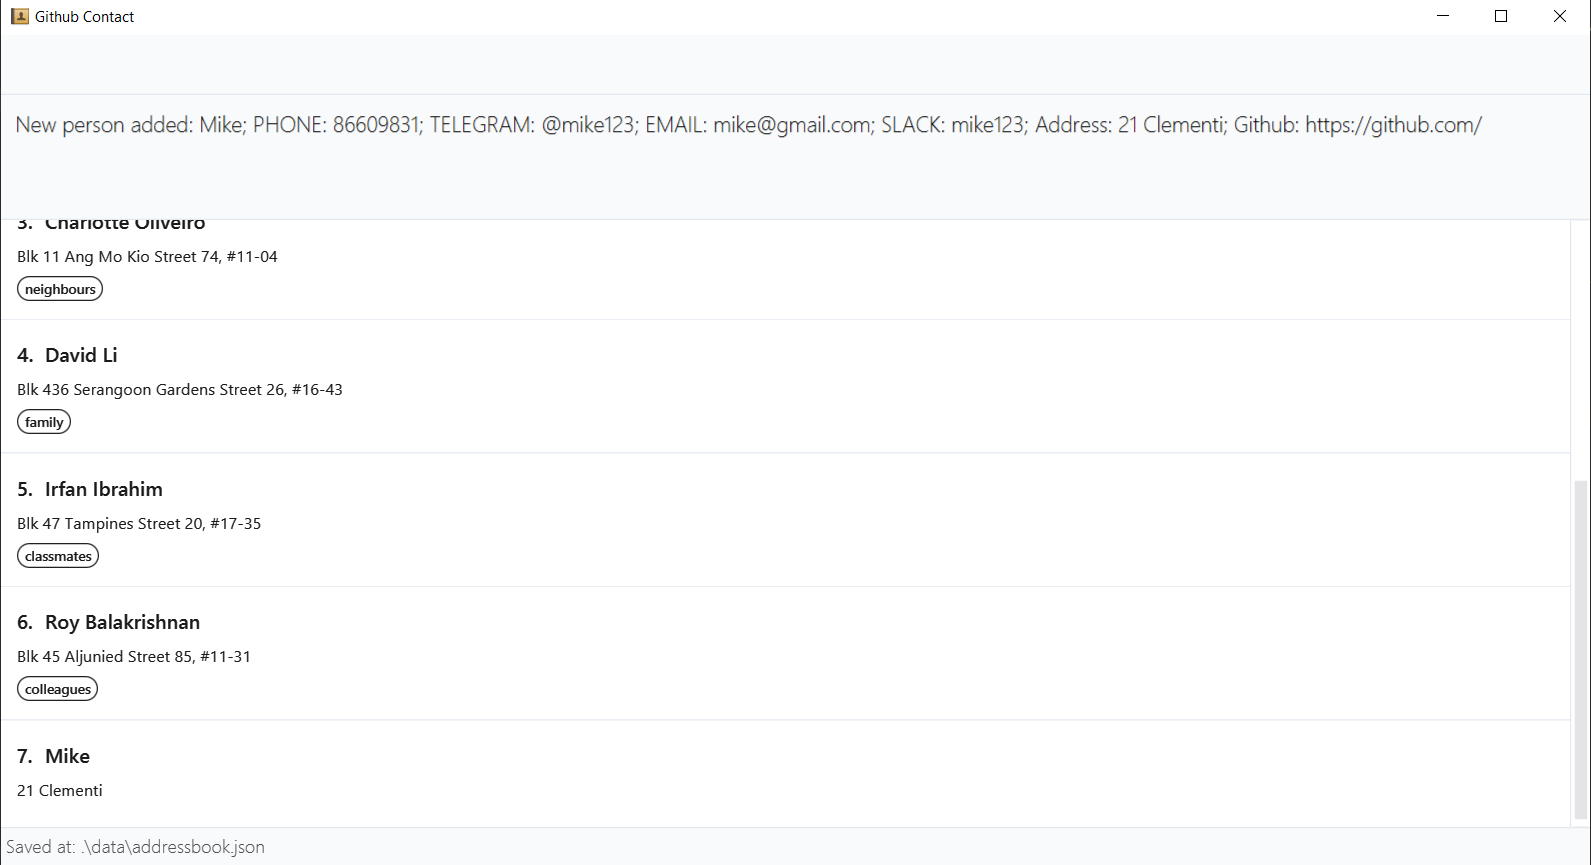 Github Contact
New person added: Mike; PHONE: 86609831; TELEGRAM: @mike123; EMAIL: mike@gmail.com; SLACK: mike123; Address: 21 Clementi; Github: https://github.com/
3. Charlotte Oliveiro
Blk 11 Ang Mo Kio Street 74, #11-04
neighbours
4. David Li
Blk 436 Serangoon Gardens Street 26, #16-43
family
5. Irfan Ibrahim
Blk 47 Tampines Street 20, #17-35
classmates
6. Roy Balakrishnan
Blk 45 Aljunied Street 85, #11-31
colleagues
7. Mike
21 Clementi
Saved at: .\data\addressbook.json